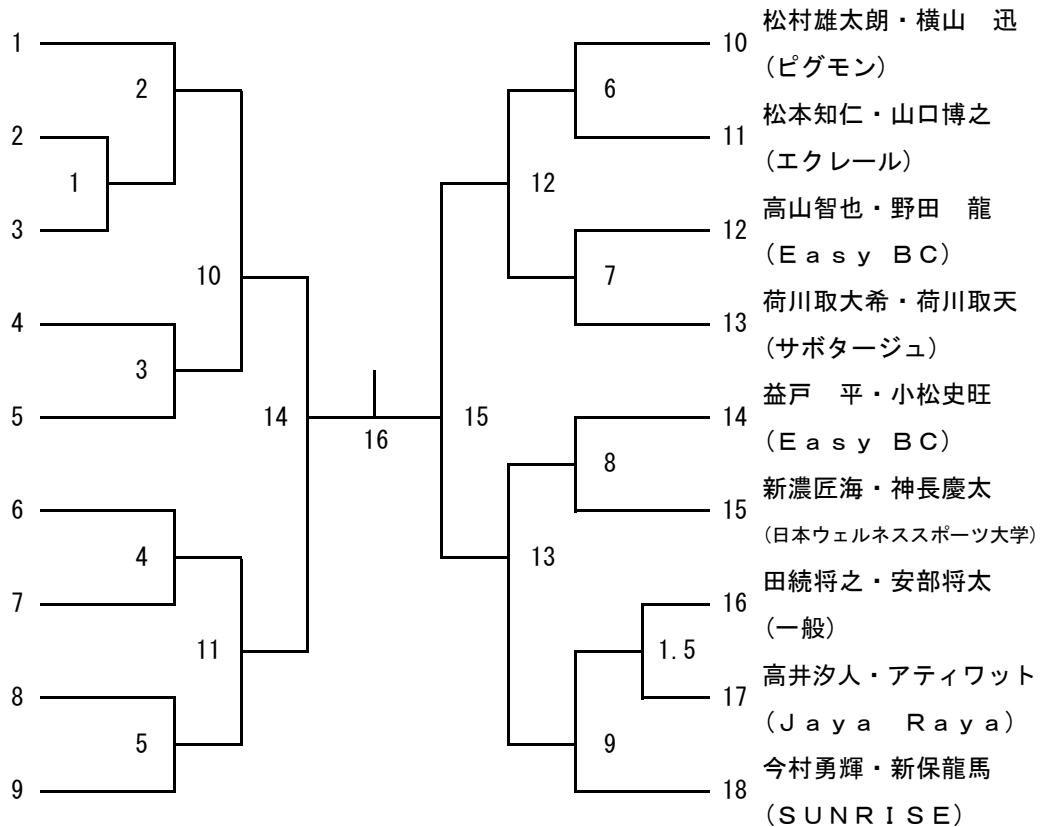 1
2
2
1
3
10
4
3
5
14
16
6
4
7
11
8
5
9
10 松村雄太朗・横山　迅
(ピグモン)
6
11 松本知仁・山口博之
(エクレール)
12
12 高山智也・野田　龍
(Ｅａｓｙ ＢＣ)
7
13 荷川取大希・荷川取天
(サボタージュ)
15
14 益戸　平・小松史旺
(Ｅａｓｙ ＢＣ)
8
15 新濃匠海・神長慶太
(日本ウェルネススポーツ大学)
13
16 田続将之・安部将太
(一般)
1.5
17 高井汐人・アティワット
(Ｊａｙａ　Ｒａｙａ)
9
18 今村勇輝・新保龍馬
(ＳＵＮＲＩＳＥ)